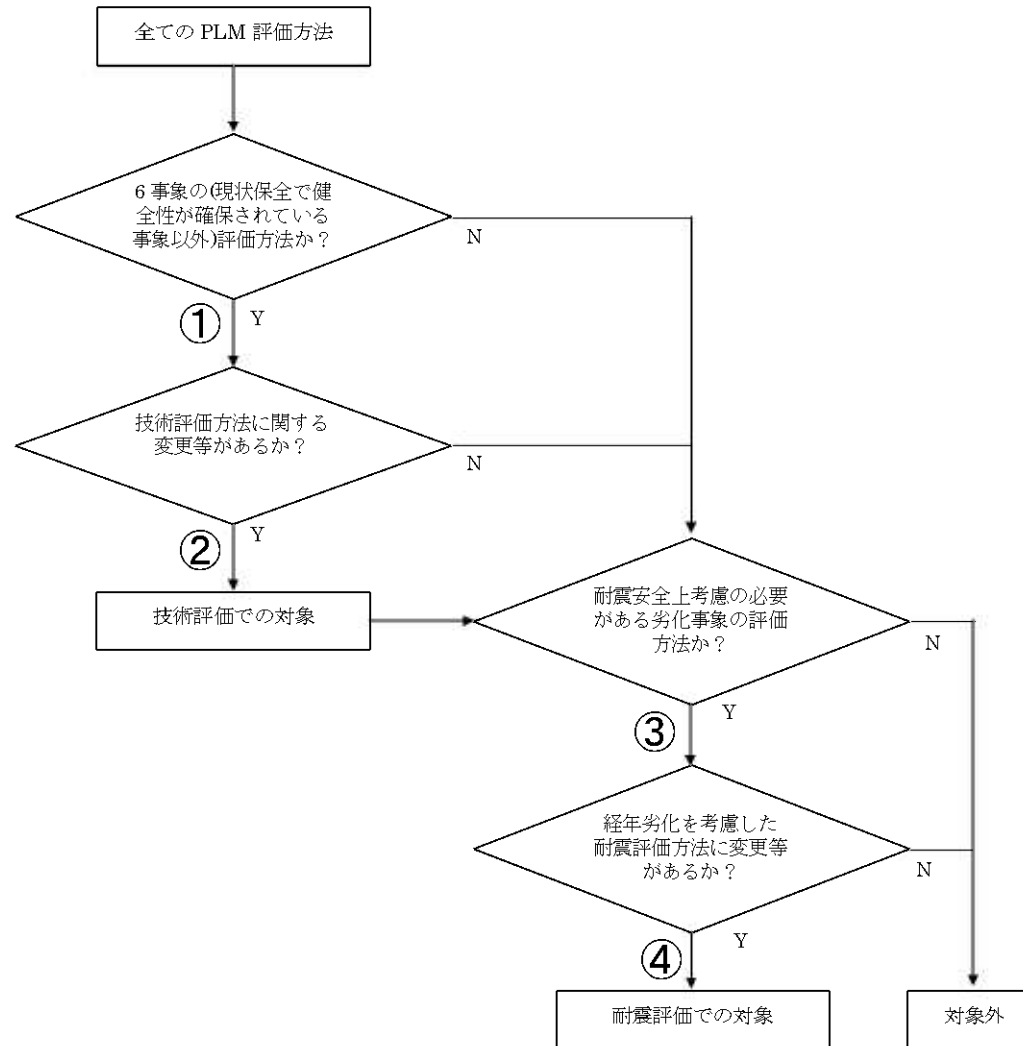 全ての PLM 評価方法
6 事象の(現状保全で健
全性が確保されている
事象以外)評価方法か？
N
① Y
技術評価方法に関する
変更等があるか？
N
② Y
技術評価での対象
耐震安全上考慮の必要
がある劣化事象の評価
方法か？
N
Y
③
経年劣化を考慮した
耐震評価方法に変更等
があるか？
N
Y
④
耐震評価での対象
対象外